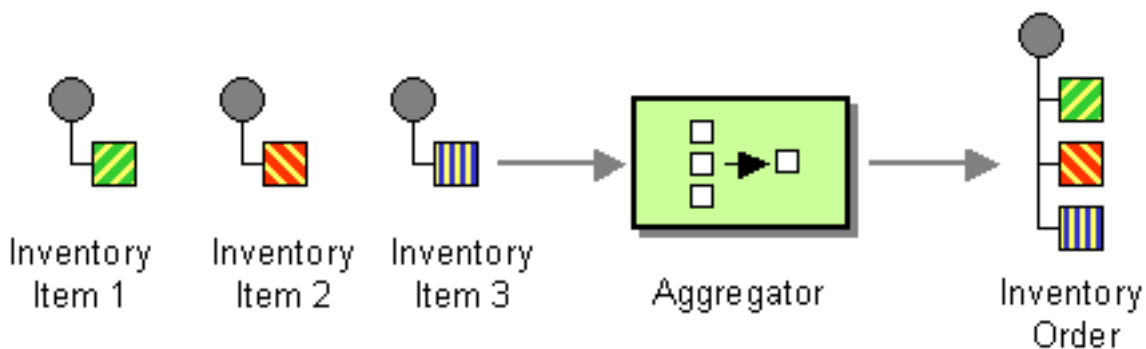 Inventory
Item 1
Inventory
Item 2
Inventory
Item 3
Aggregator
Inventory
Order